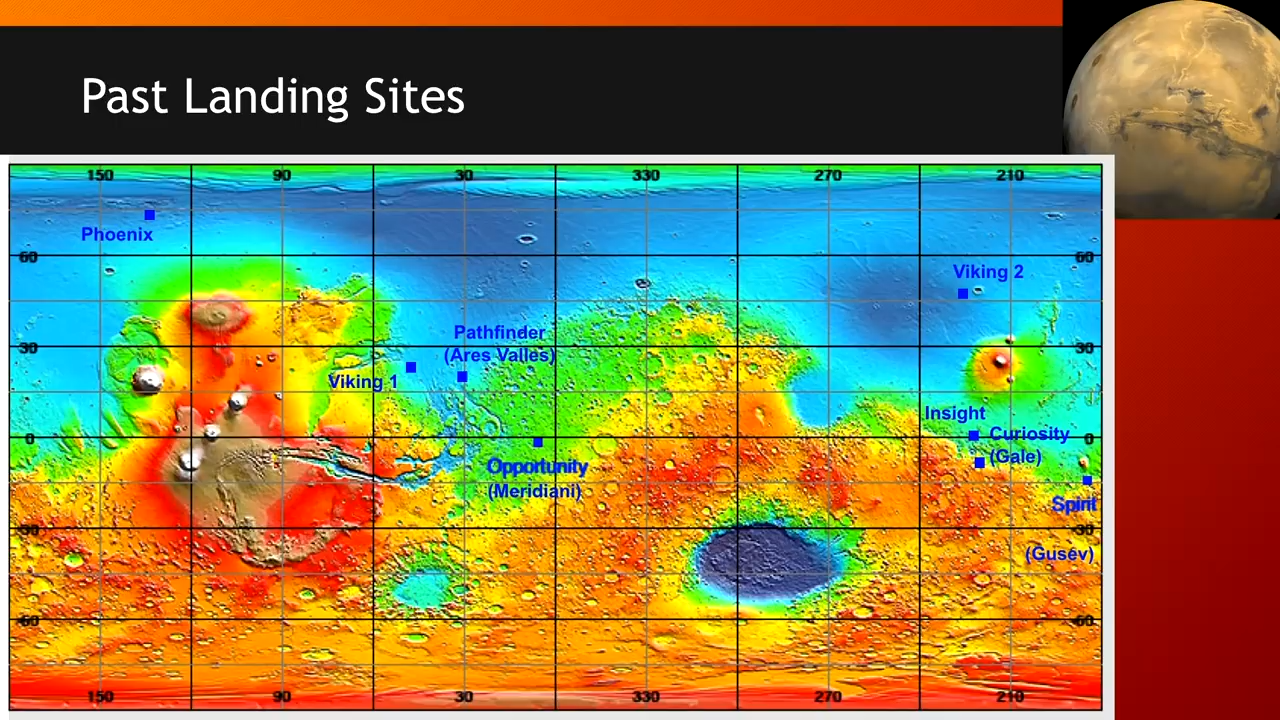 Past Landing Sites
150 90 30 330 270 210
Phoenix
60 60
Viking 2
Pathfinder
30 (Ares Valles) 30
Viking 1
Insight
0 Curiosity 0
(Gale)
Opportunity
(Meridiani)
Spirit
-30 -30
(Gusev)
-60 -60
150 90 30 330 270 210